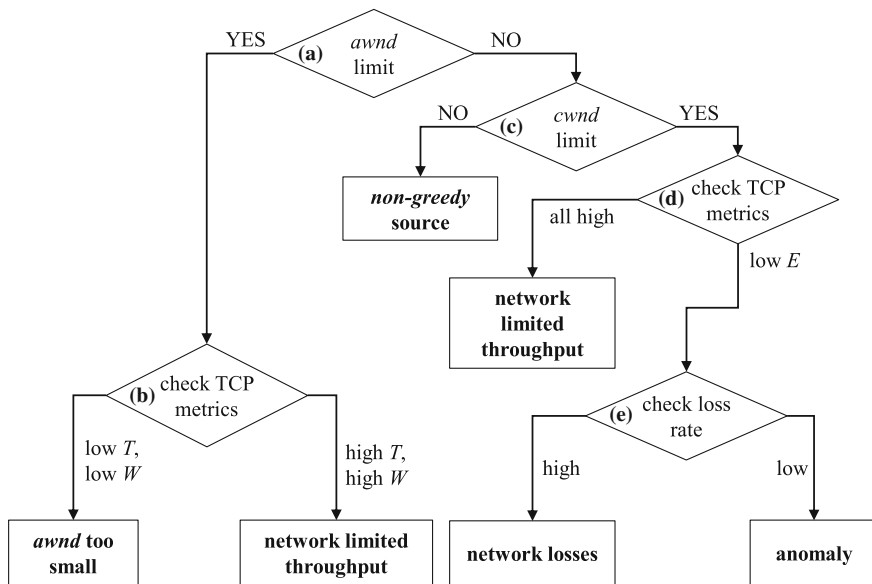 YES
(a)
awnd
limit
NO
NO
(c)
cwnd
limit
YES
non-greedy
source
(d)
check TCP
metrics
all high
low E
network
limited
throughput
(b)
check TCP
metrics
(e)
check loss
rate
low T,
low W
high T,
high W
high
low
awnd too
small
network limited
throughput
network losses
anomaly